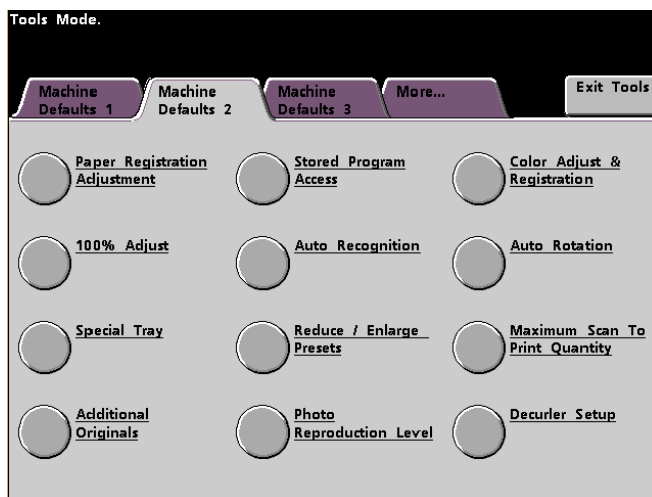 Tools Mode.
Machine
Defaults 1
Machine
Defaults 2
Machine
Defaults 3
More...
Exit Tools
Paper Registration
Adjustment
Stored Program
Access
Color Adjust &
Registration
100% Adjust
Auto Recognition
Auto Rotation
Special Tray
Reduce / Enlarge
Presets
Maximum Scan To
Print Quantity
Additional
Originals
Photo
Reproduction Level
Decurler Setup